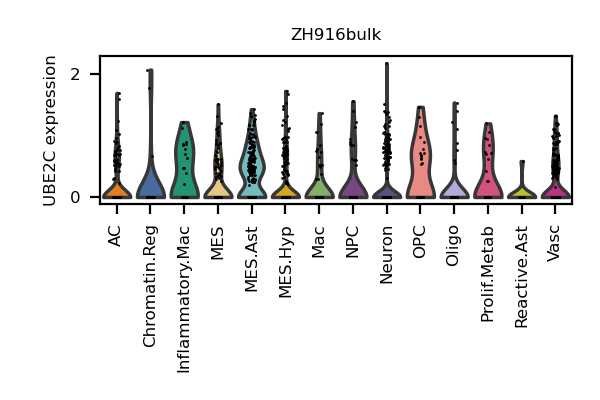 ZH916bulk
UBE2C expression
2
0
AC
Chromatin.Reg
Inflammatory.Mac
MES
MES.Ast
MES.Hyp
Mac
NPC
Neuron
OPC
Oligo
Prolif.Metab
Reactive.Ast
Vasc